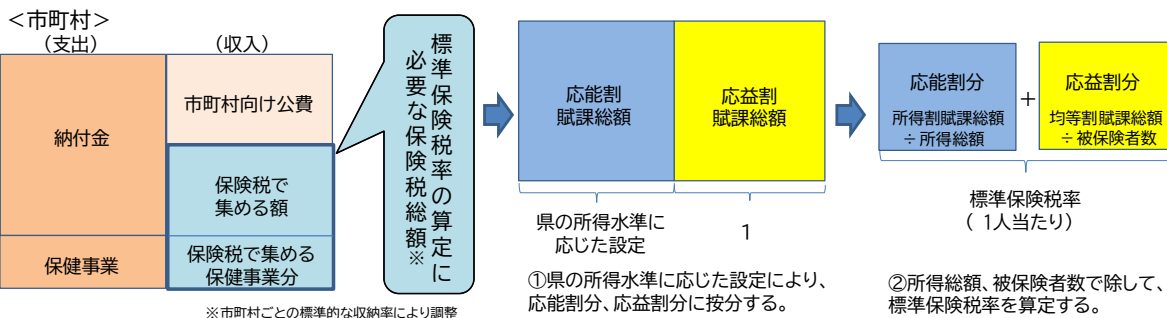 ＜市町村＞
（支出）
（収入）
納付金
保健事業
市町村向け公費
保険税で
集める額
保険税で集める
保健事業分
※市町村ごとの標準的な収納率により調整
標準保険税率の算定に
必要な保険税総額※
応能割
賦課総額
応益割
賦課総額
県の所得水準に
応じた設定
1
①県の所得水準に応じた設定により、
応能割分、応益割分に按分する。
応能割分
所得割賦課総額
÷所得総額
+
応益割分
均等割賦課総額
÷被保険者数
標準保険税率
（ 1人当たり）
②所得総額、被保険者数で除して、
標準保険税率を算定する。